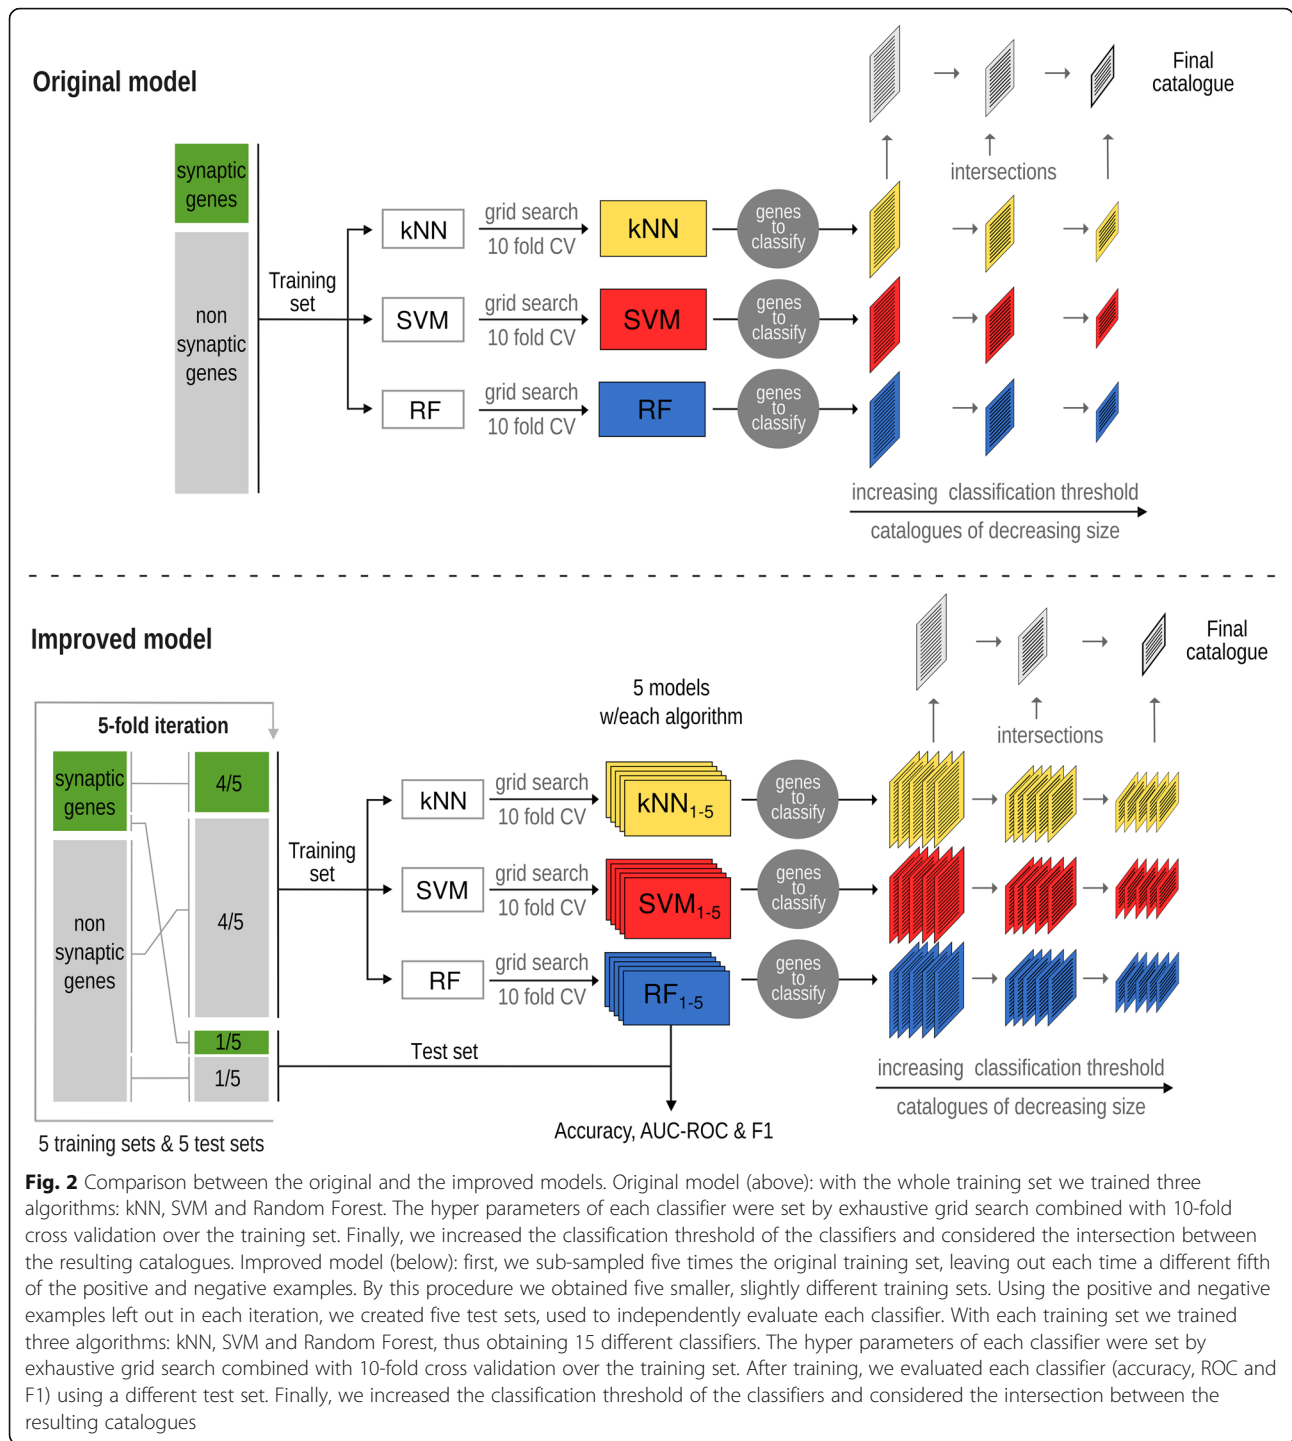 Original model
Final
catalogue
synaptic
genes
non
synaptic
genes
Training
set
intersections
kNN
grid search
10 fold CV
kNN
genes
to
classify
SVM
grid search
10 fold CV
SVM
genes
to
classify
RF
grid search
10 fold CV
RF
genes
to
classify
increasing classification threshold
catalogues of decreasing size
Improved model
Final
catalogue
5 models
w/each algorithm
5-fold iteration
intersections
synaptic
genes
4/5
non
synaptic
genes
4/5
1/5
1/5
Training
set
kNN
grid search
10 fold CV
kNN1-5
genes
to
classify
SVM
grid search
10 fold CV
SVM1-5
genes
to
classify
RF
grid search
10 fold CV
RF1-5
genes
to
classify
Test set
increasing classification threshold
catalogues of decreasing size
Accuracy, AUC-ROC & F1
5 training sets & 5 test sets
Fig. 2 Comparison between the original and the improved models. Original model (above): with the whole training set we trained three
algorithms: kNN, SVM and Random Forest. The hyper parameters of each classifier were set by exhaustive grid search combined with 10-fold
cross validation over the training set. Finally, we increased the classification threshold of the classifiers and considered the intersection between
the resulting catalogues. Improved model (below): first, we sub-sampled five times the original training set, leaving out each time a different fifth
of the positive and negative examples. By this procedure we obtained five smaller, slightly different training sets. Using the positive and negative
examples left out in each iteration, we created five test sets, used to independently evaluate each classifier. With each training set we trained
three algorithms: kNN, SVM and Random Forest, thus obtaining 15 different classifiers. The hyper parameters of each classifier were set by
exhaustive grid search combined with 10-fold cross validation over the training set. After training, we evaluated each classifier (accuracy, ROC and
F1) using a different test set. Finally, we increased the classification threshold of the classifiers and considered the intersection between the
resulting catalogues